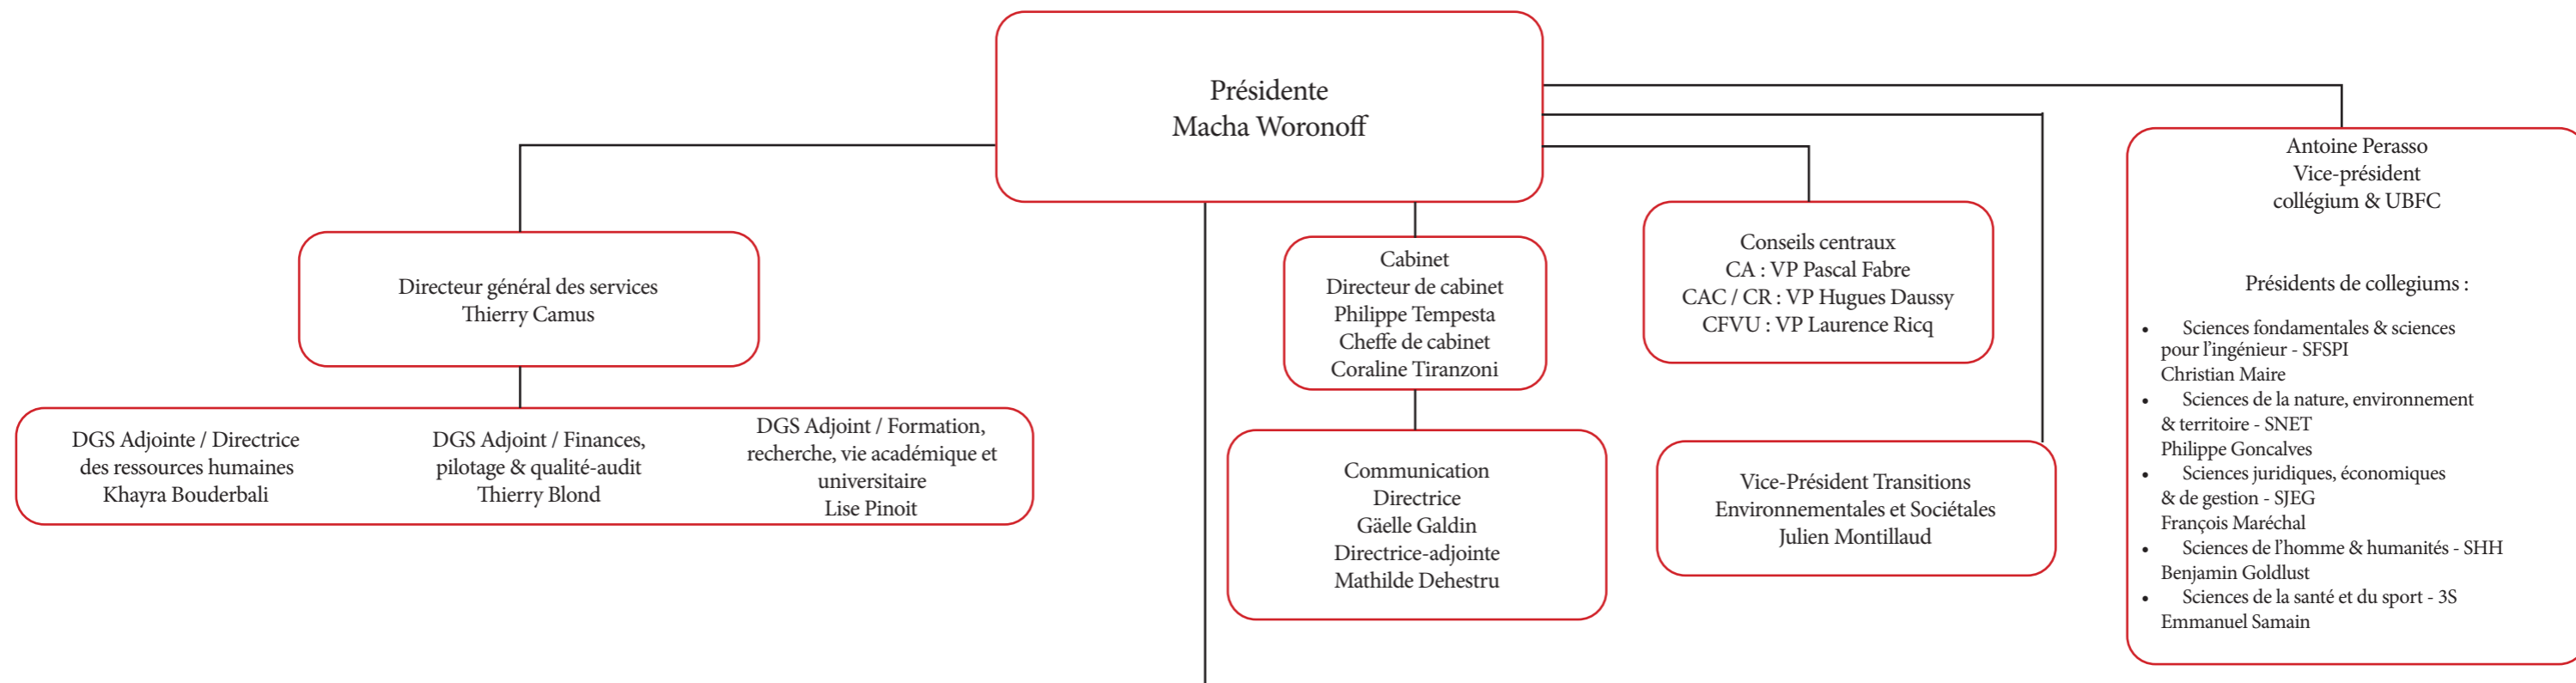 Présidente
Macha Woronoff
Directeur général des services
Thierry Camus
DGS Adjointe / Directrice
des ressources humaines
Khayra Bouderbali
DGS Adjoint / Finances,
pilotage & qualité-audit
Thierry Blond
DGS Adjoint / Formation,
recherche, vie académique et
universitaire
Lise Pinoit
Cabinet
Directeur de cabinet
Philippe Tempesta
Cheffe de cabinet
Coraline Tiranzoni
Communication
Directrice
Gäelle Galdin
Directrice-adjointe
Mathilde Dehestru
Conseils centraux
CA : VP Pascal Fabre
CAC / CR : VP Hugues Daussy
CFVU : VP Laurence Ricq
Vice-Président Transitions
Environnementales et Sociétales
Julien Montillaud
Antoine Perasso
Vice-président
collégium & UBFC
Présidents de collegiums :
• Sciences fondamentales & sciences
pour l'ingénieur - SFSPI
Christian Maire
• Sciences de la nature, environnement
& territoire - SNET
Philippe Goncalves
• Sciences juridiques, économiques
& de gestion - SJEG
François Maréchal
• Sciences de l'homme & humanités - SHH
Benjamin Goldlust
• Sciences de la santé et du sport - 3S
Emmanuel Samain